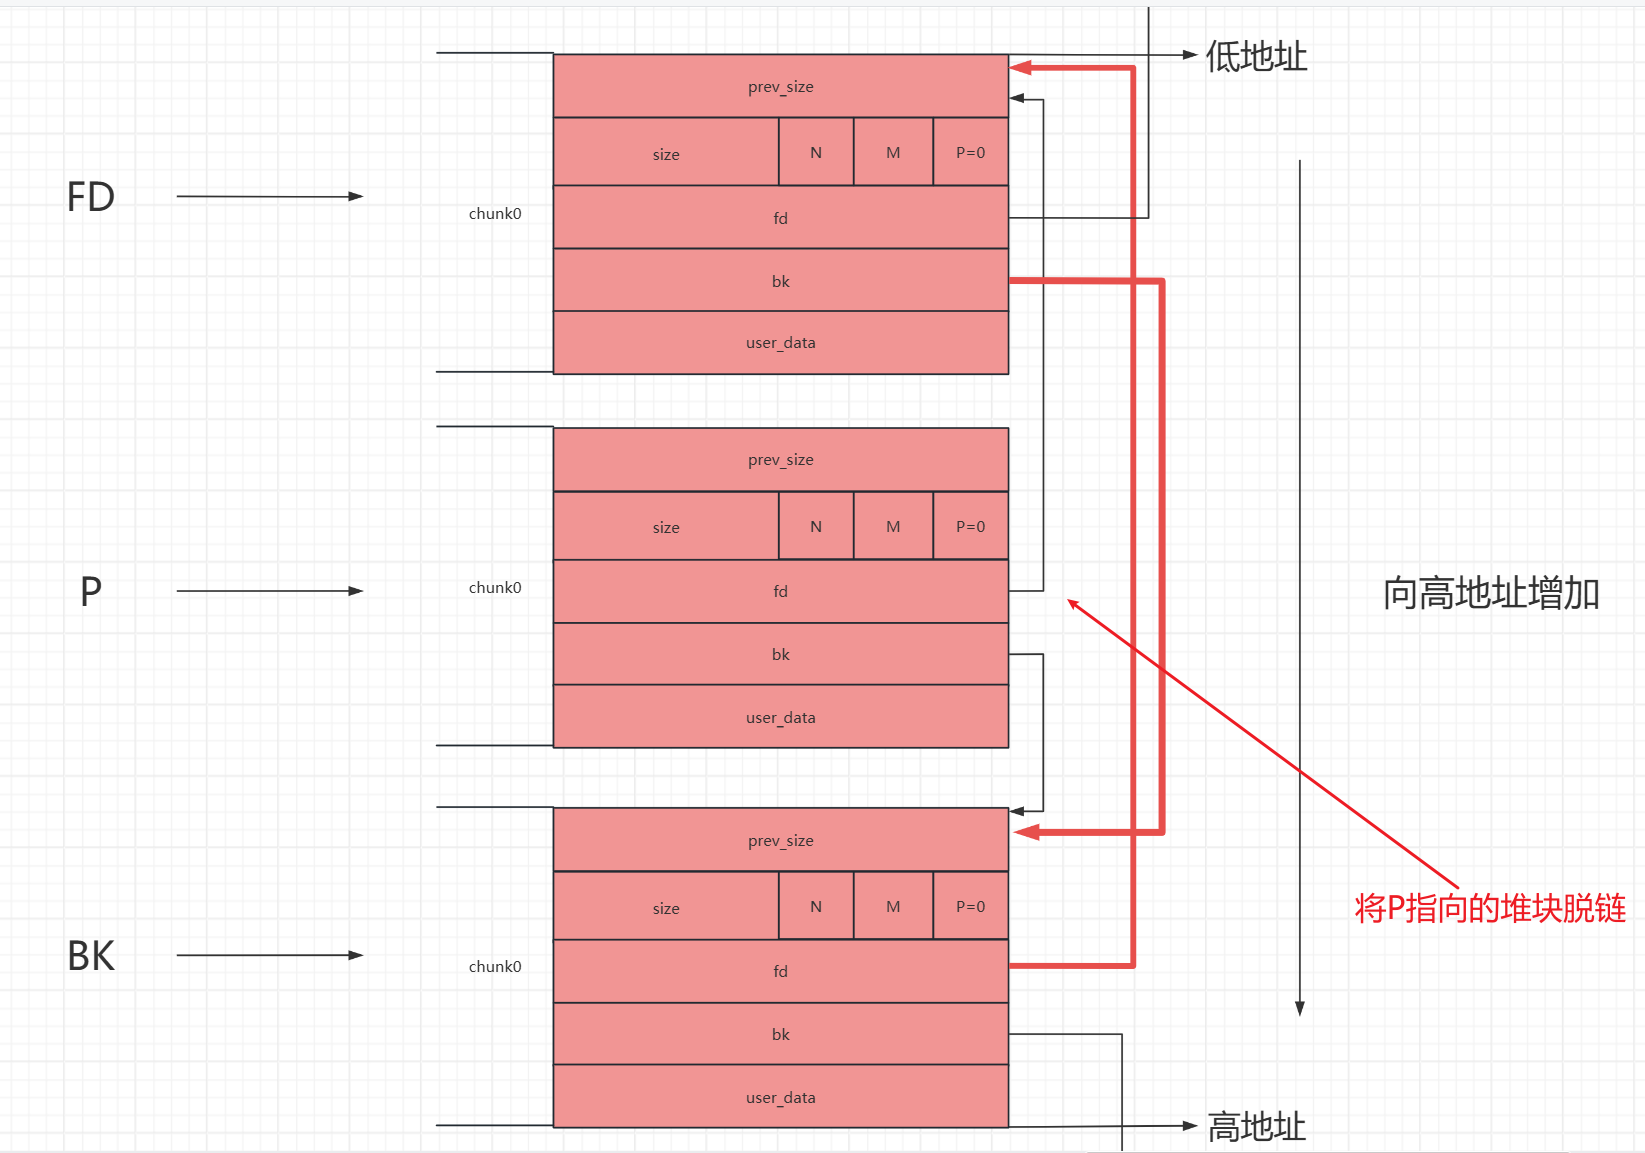 低地址
prev_size
size N M P=0
FD
chunk0
fd
bk
user_data
prev_size
size N M P=0
P
chunk0
fd
向高地址增加
bk
user_data
prev_size
size N M P=0
将P指向的堆块脱链
BK
chunk0
fd
bk
user_data
高地址